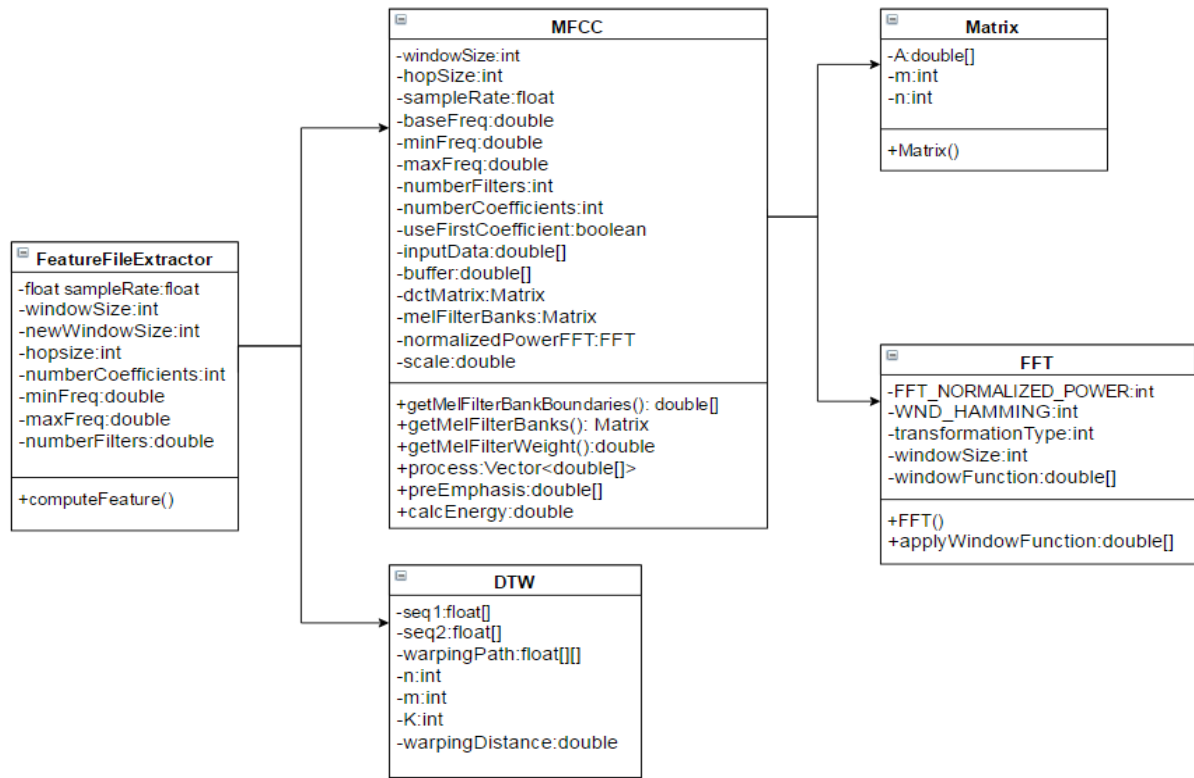 FeatureFileExtractor
-float sampleRate:float
-windowSize:int
-newWindowSize:int
-hopsize:int
-numberCoefficients:int
-minFreq:double
-maxFreq:double
-numberFilters:double
+computeFeature()
MFCC
-windowSize:int
-hopSize:int
-sampleRate:float
-baseFreq:double
-minFreq:double
-maxFreq:double
-numberFilters:int
-numberCoefficients:int
-useFirstCoefficient:boolean
-inputData:double[]
-buffer:double[]
-dctMatrix:Matrix
-melFilterBanks:Matrix
-normalizedPowerFFT:FFT
-scale:double
+getMelFilterBankBoundaries(): double[]
+getMelFilterBanks(): Matrix
+getMelFilterWeight():double
+process:Vector<double[]>
+preEmphasis:double[]
+calcEnergy:double
DTW
-seq1:float[]
-seq2:float[]
-warpingPath:float[][]
-n:int
-m:int
-K:int
-warpingDistance:double
Matrix
-A:double[]
-m:int
-n:int
+Matrix()
FFT
-FFT_NORMALIZED_POWER:int
-WND_HAMMING:int
-transformationType:int
-windowSize:int
-windowFunction:double[]
+FFT()
+applyWindowFunction:double[]